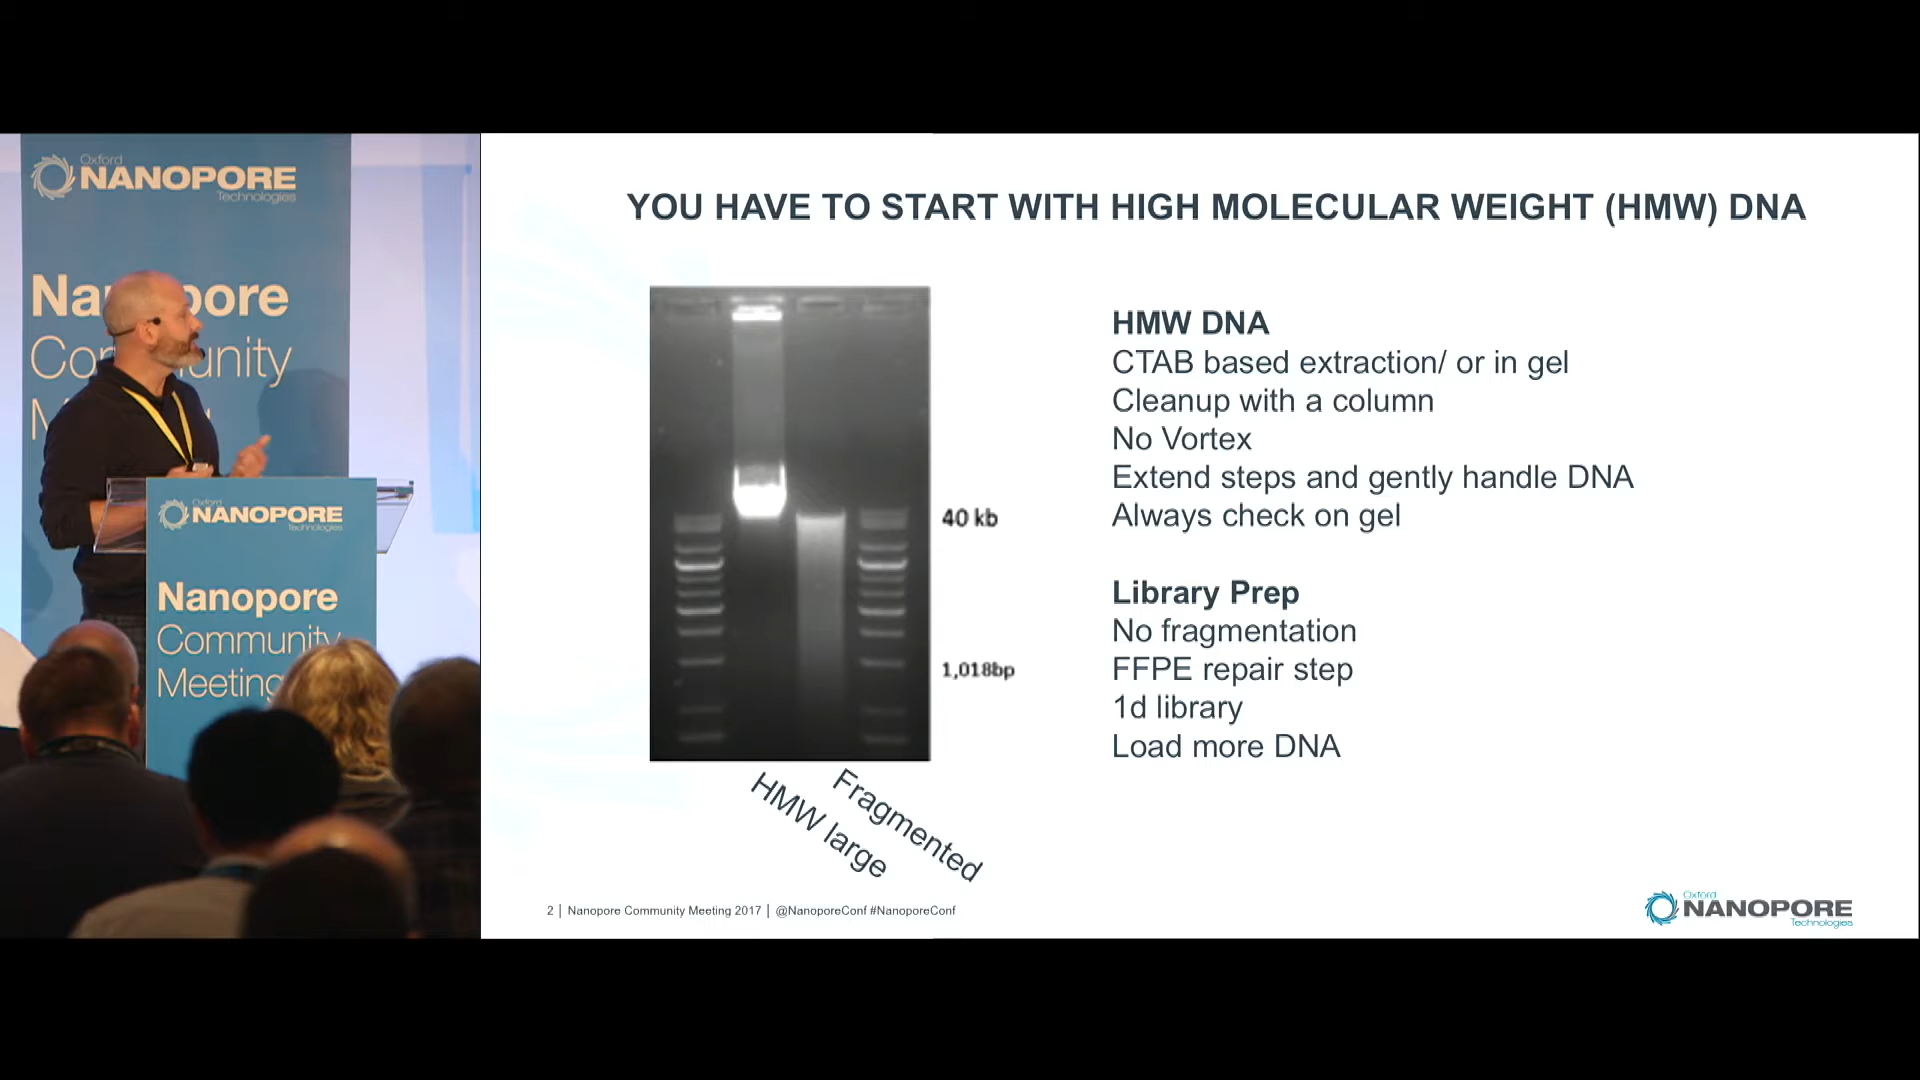 Oxford
NANOPORE
Technologies
Nanopore
Community
Oxford
NANOPORE
Technologies
Nanopore
Community
Meeting
YOU HAVE TO START WITH HIGH MOLECULAR WEIGHT (HMW) DNA
40 kb
1,018bp
HMW large
Fragmented
HMW DNA
CTAB based extraction/ or in gel
Cleanup with a column
No Vortex
Extend steps and gently handle DNA
Always check on gel
Library Prep
No fragmentation
FFPE repair step
1d library
Load more DNA
2 | Nanopore Community Meeting 2017 | @NanoporeConf #NanoporeConf
Oxford
NANOPORE
Technologies